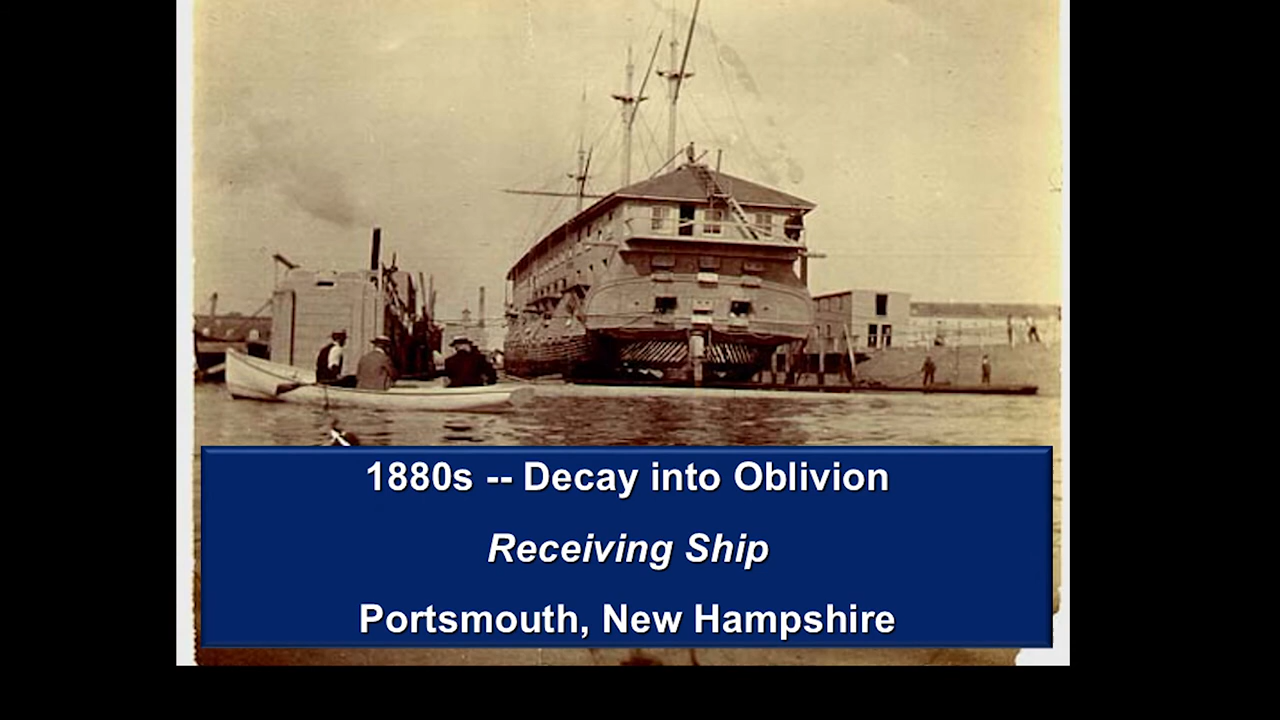 1880s -- Decay into Oblivion
Receiving Ship
Portsmouth, New Hampshire